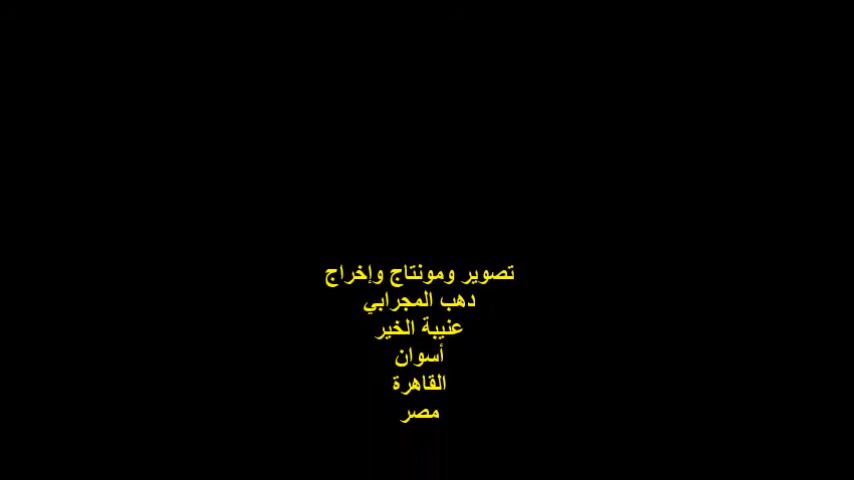 تصوير ومونتاج وإخراج
دهب المجرابي
عنيبة الخير
أسوان
القاهرة
مصر